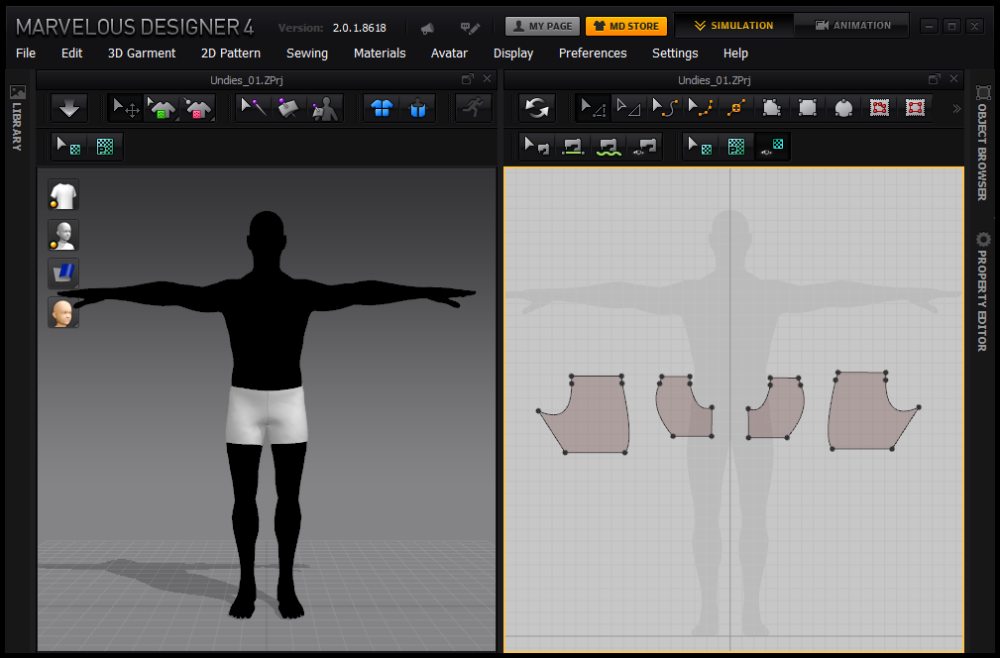 MARVELOUS DESIGNER 4 Version: 2.0.1.8618 MY PAGE MD STORE SIMULATION ANIMATION
File Edit 3D Garment 2D Pattern Sewing Materials Avatar Display Preferences Settings Help
Undies_01.ZPrj Undies_01.ZPrj
LIBRARY
OBJECT BROWSER
PROPERTY EDITOR